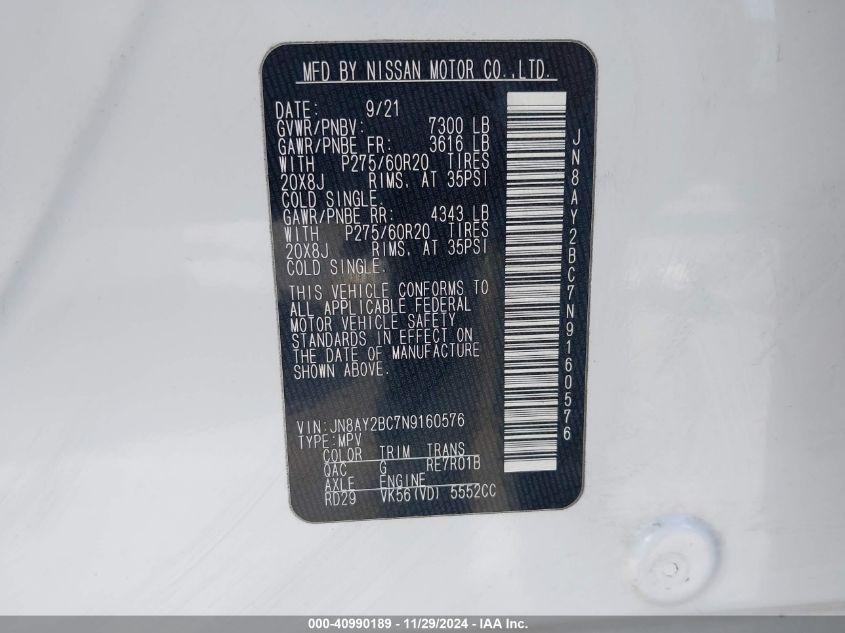 MFD BY NISSAN MOTOR CO.,LTD.
DATE: 9/21
GVWR/PNBV: 7300 LB
GAWR/PNBE FR: 3616 LB
WITH P275/60R20 TIRES
20X8J RIMS, AT 35PSI
COLD SINGLE.
GAWR/PNBE RR: 4343 LB
WITH P275/60R20 TIRES
20X8J RIMS, AT 35PSI
COLD SINGLE.
THIS VEHICLE CONFORMS TO
ALL APPLICABLE FEDERAL
MOTOR VEHICLE SAFETY
STANDARDS IN EFFECT ON
THE DATE OF MANUFACTURE
SHOWN ABOVE.
VIN:JN8AY2BC7N9160576
TYPE:MPV
COLOR TRIM TRANS
QAC G RE7R01B
AXLE ENGINE
RD29 VK56(VD) 5552CC
JN8AY2BC7N9160576
000-40990189 - 11/29/2024 - IAA Inc.